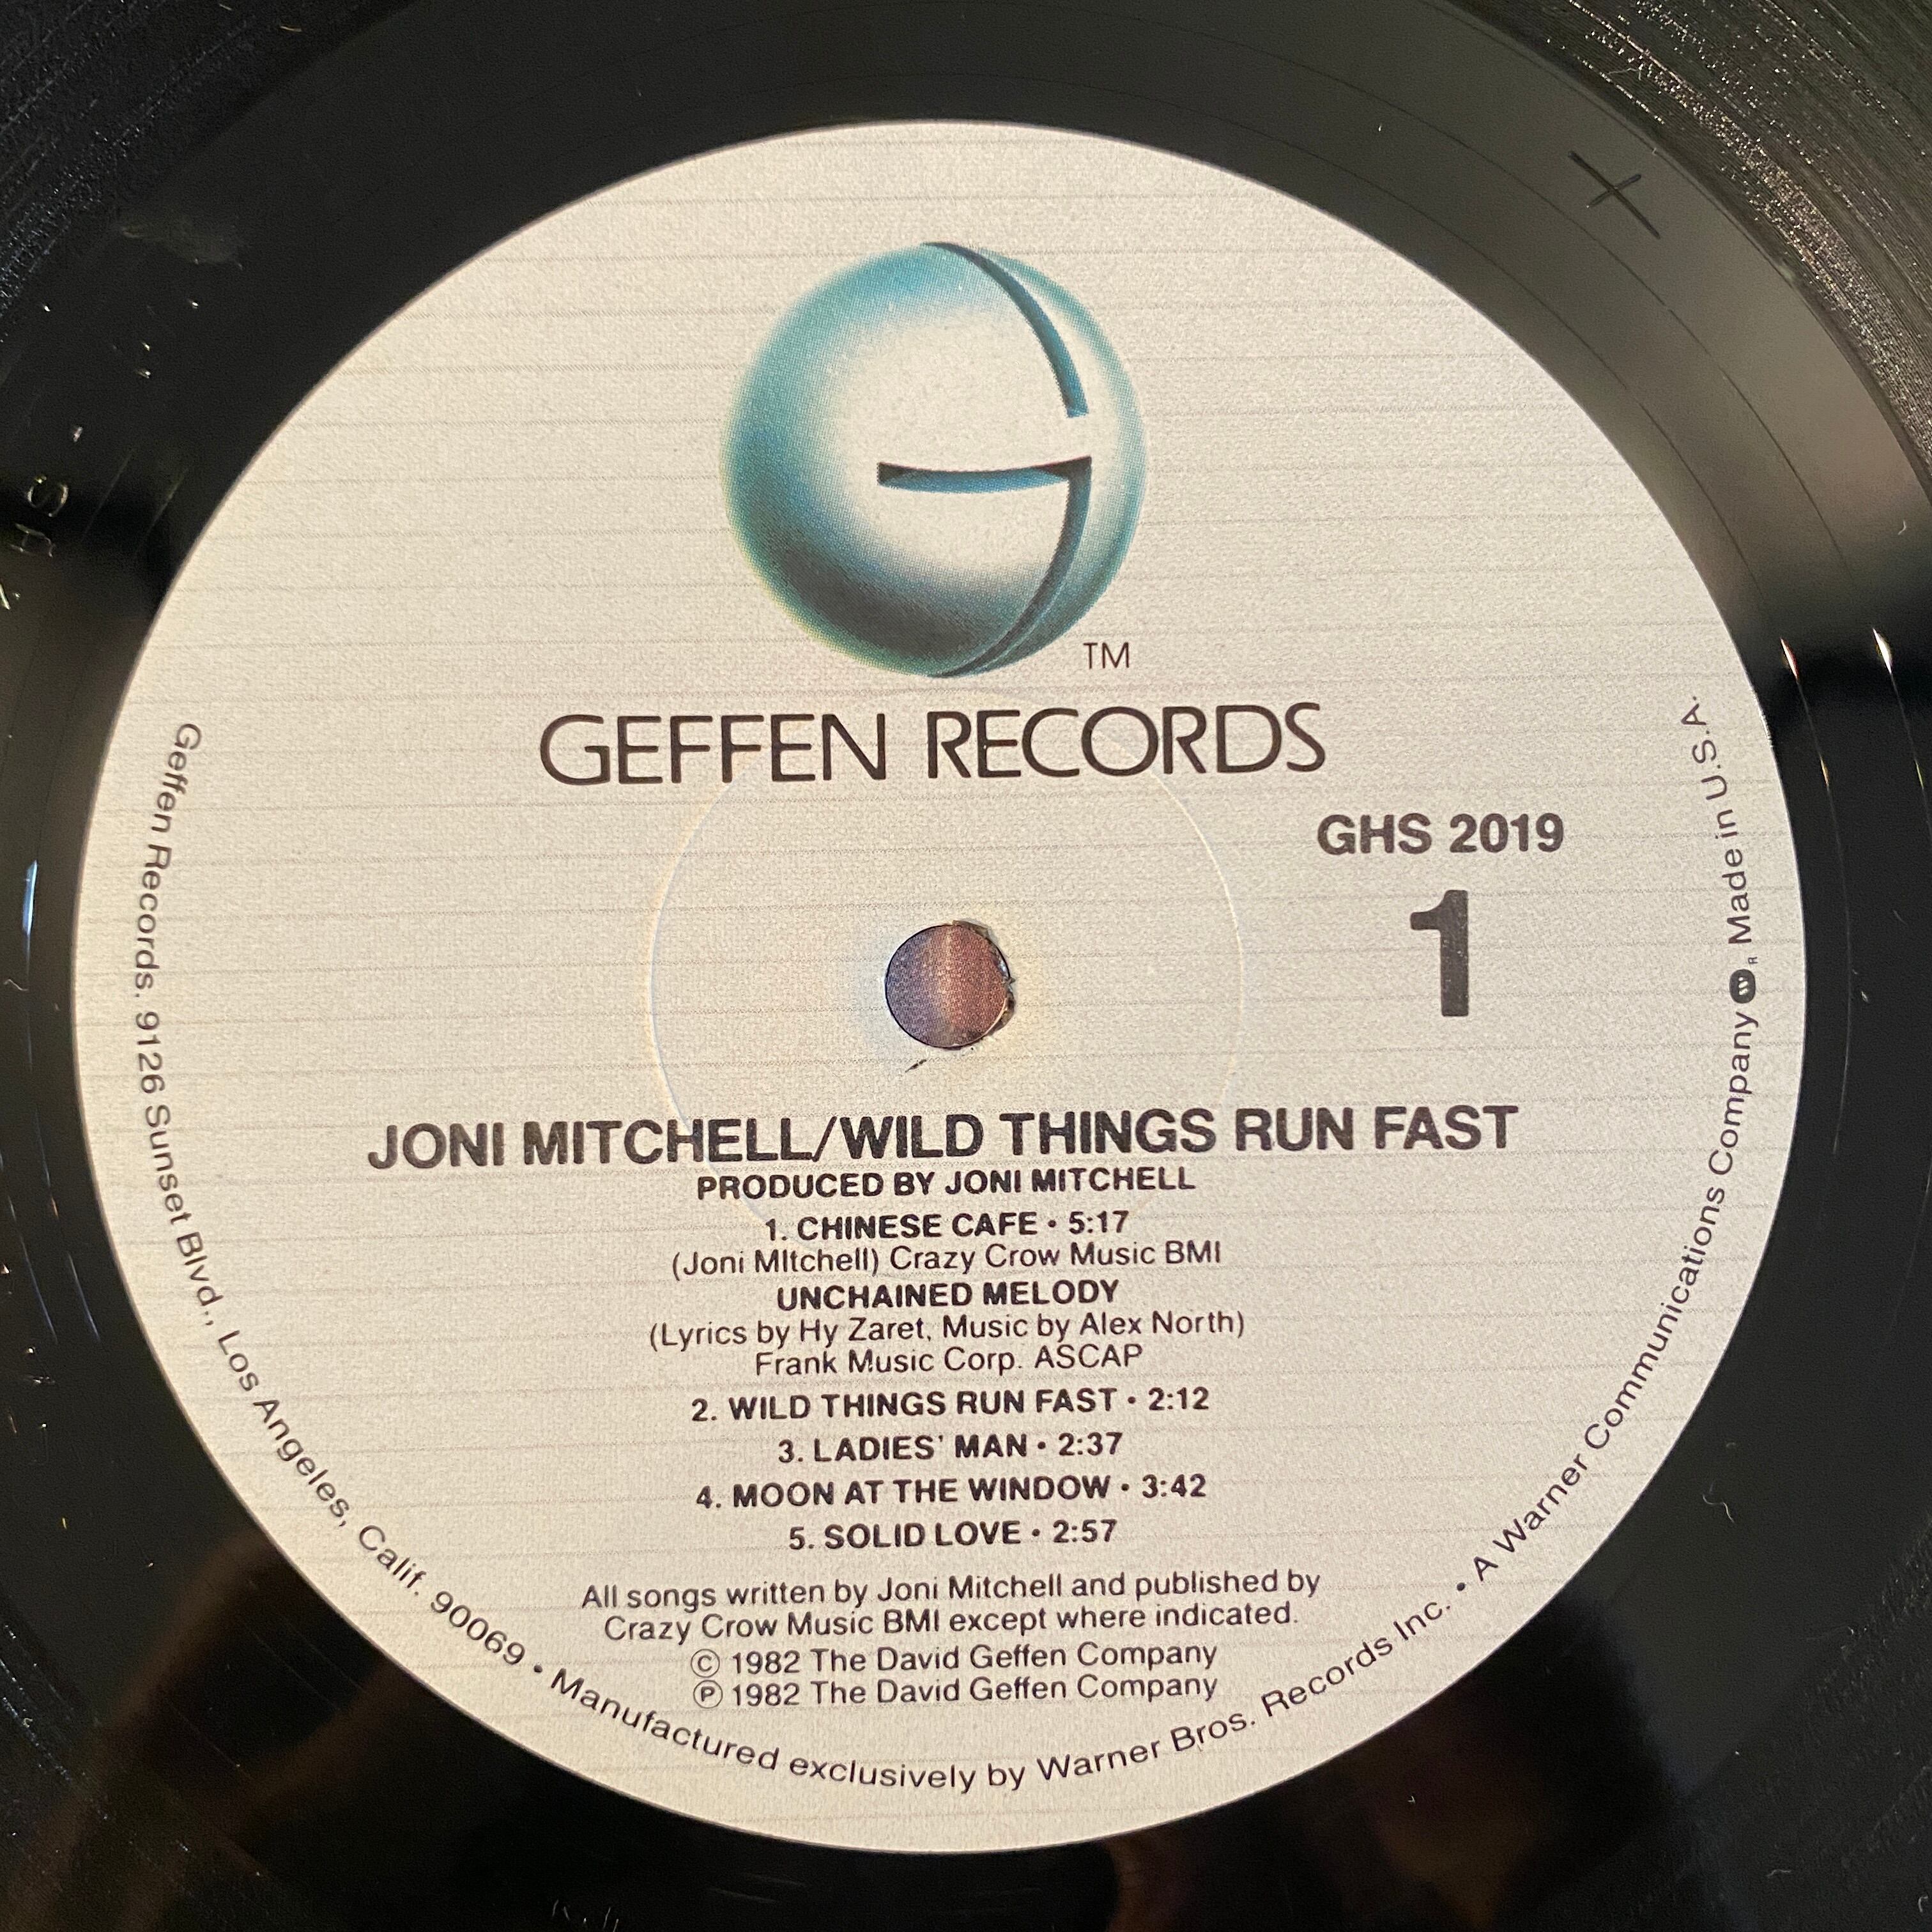 TM
GEFFEN RECORDS
GHS 2019
1
JONI MITCHELL/WILD THINGS RUN FAST
PRODUCED BY JONI MITCHELL
1. CHINESE CAFE • 5:17
(Joni MItchell) Crazy Crow Music BMI
UNCHAINED MELODY
(Lyrics by Hy Zaret, Music by Alex North)
Frank Music Corp. ASCAP
2. WILD THINGS RUN FAST • 2:12
3. LADIES' MAN • 2:37
4. MOON AT THE WINDOW • 3:42
5. SOLID LOVE • 2:57
All songs written by Joni Mitchell and published by
Crazy Crow Music BMI except where indicated.
© 1982 The David Geffen Company
℗ 1982 The David Geffen Company
Geffen Records. 9126 Sunset Blvd., Los Angeles, Calif. 90069 • Manufactured exclusively by Warner Bros. Records Inc. • A Warner Communications Company ®. Made in U.S.A.